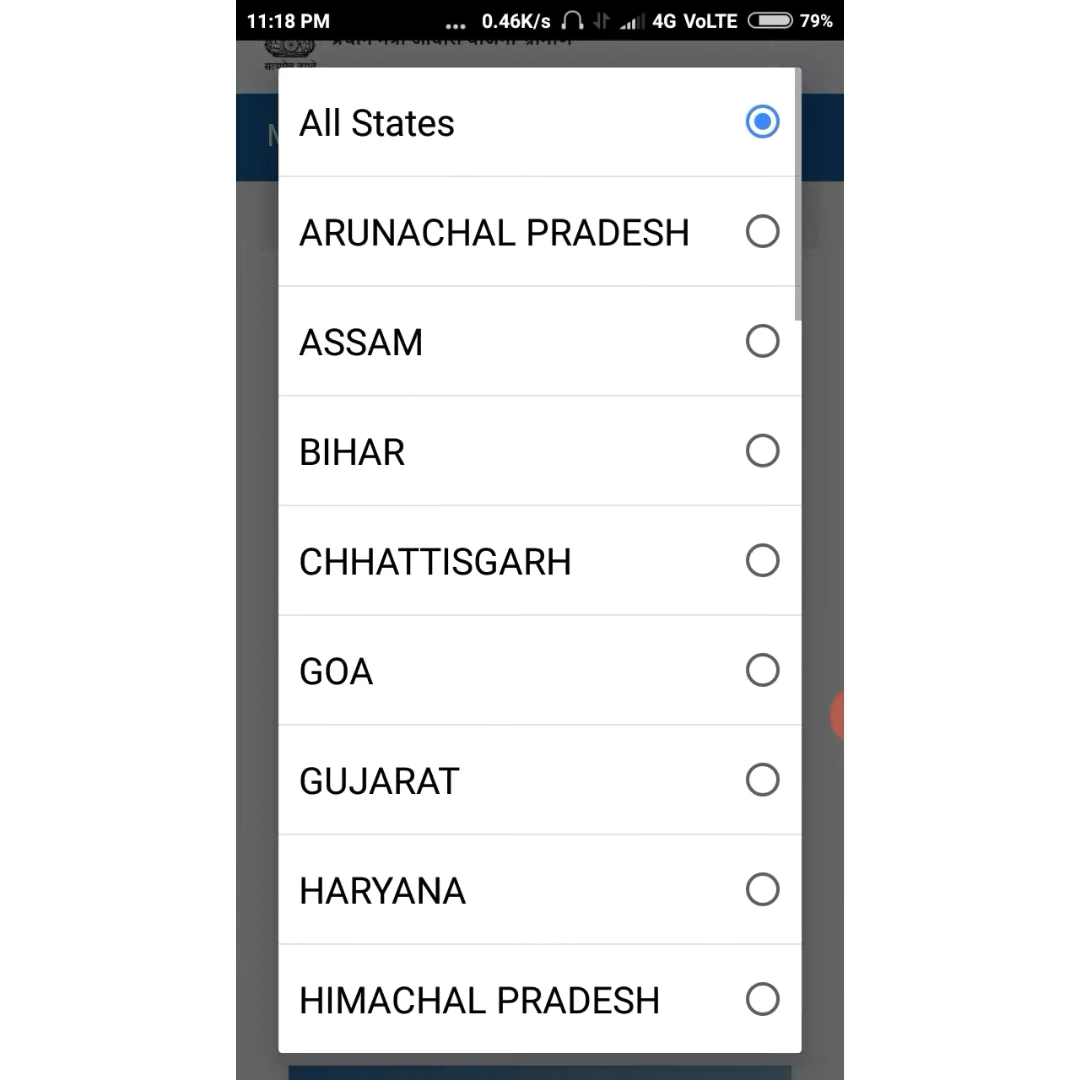 11:18 PM ... 0.46K/s 4G VoLTE 79%
All States
ARUNACHAL PRADESH
ASSAM
BIHAR
CHHATTISGARH
GOA
GUJARAT
HARYANA
HIMACHAL PRADESH